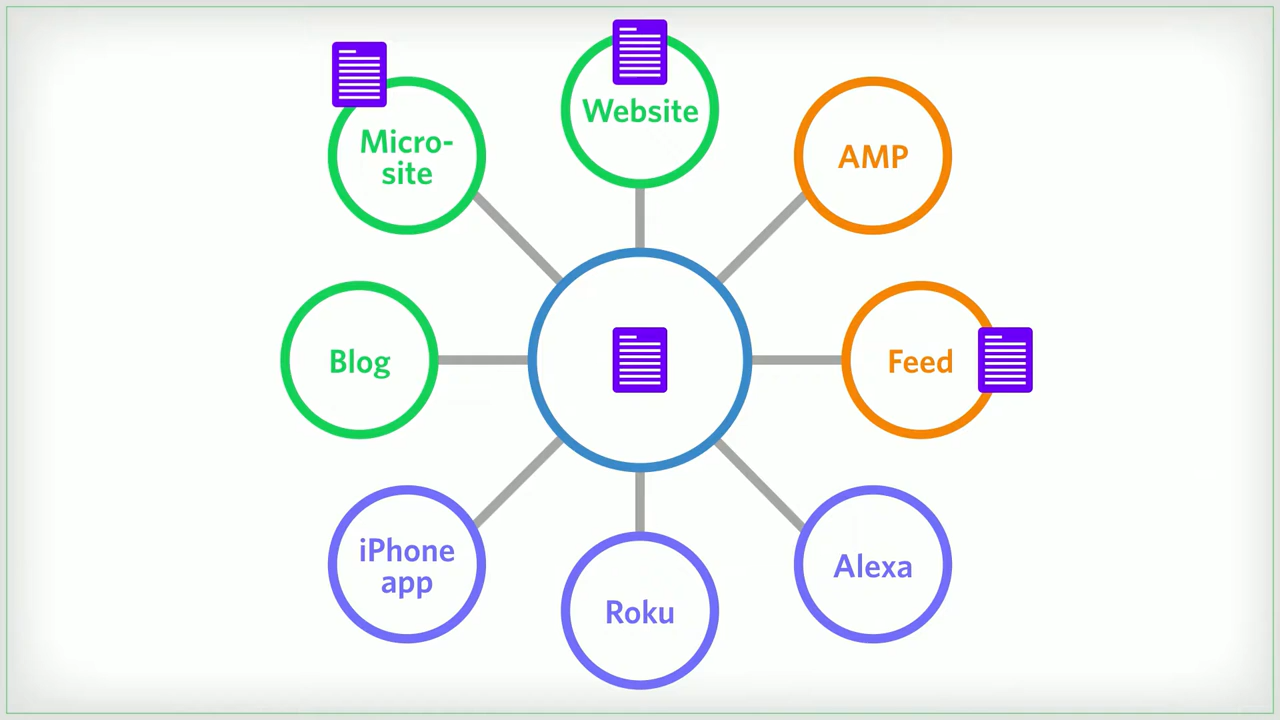 Website
Micro-
site
AMP
Blog
Feed
iPhone
app
Alexa
Roku